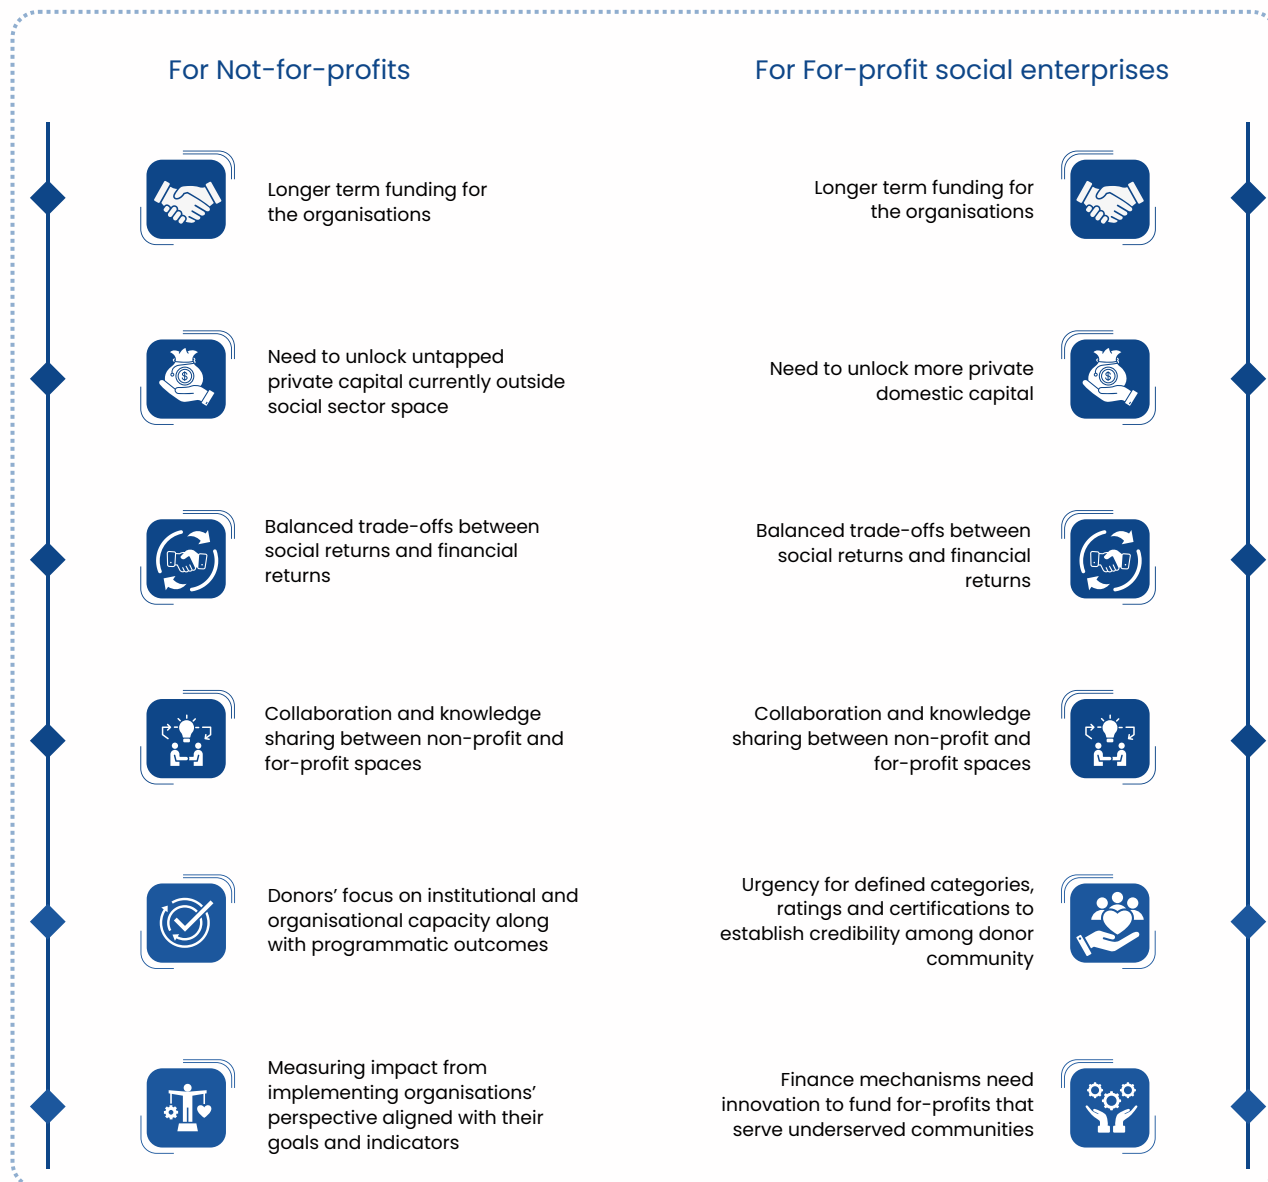 For Not-for-profits
Longer term funding for
the organisations
Need to unlock untapped
private capital currently outside
social sector space
Balanced trade-offs between
social returns and financial
returns
Collaboration and knowledge
sharing between non-profit and
for-profit spaces
Donors’ focus on institutional and
organisational capacity along
with programmatic outcomes
Measuring impact from
implementing organisations’
perspective aligned with their
goals and indicators
For For-profit social enterprises
Longer term funding for
the organisations
Need to unlock more private
domestic capital
Balanced trade-offs between
social returns and financial
returns
Collaboration and knowledge
sharing between non-profit and
for-profit spaces
Urgency for defined categories,
ratings and certifications to
establish credibility among donor
community
Finance mechanisms need
innovation to fund for-profits that
serve underserved communities